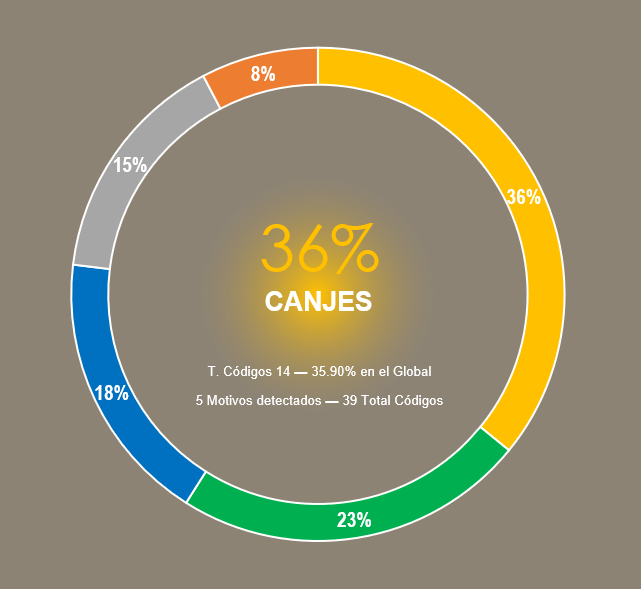 8%
15%
36%
36%
CANJES
T. Códigos 14 — 35.90% en el Global
18%
5 Motivos detectados — 39 Total Códigos
23%